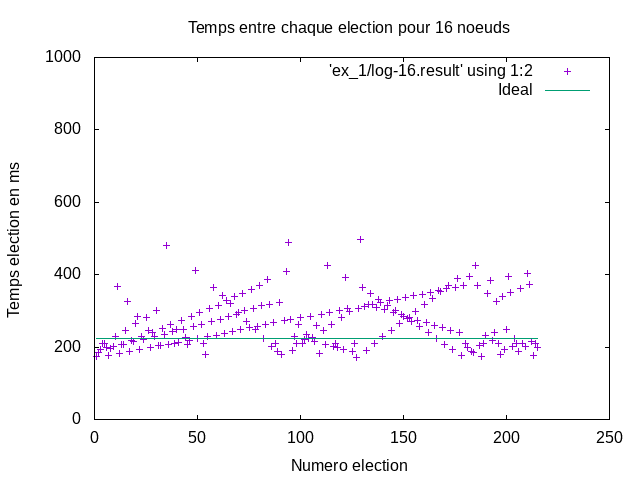 Temps entre chaque election pour 16 noeuds
'ex_1/log-16.result' using 1:2
Ideal
Temps election en ms
1000
800
600
400
200
0
0 50 100 150 200 250
Numero election